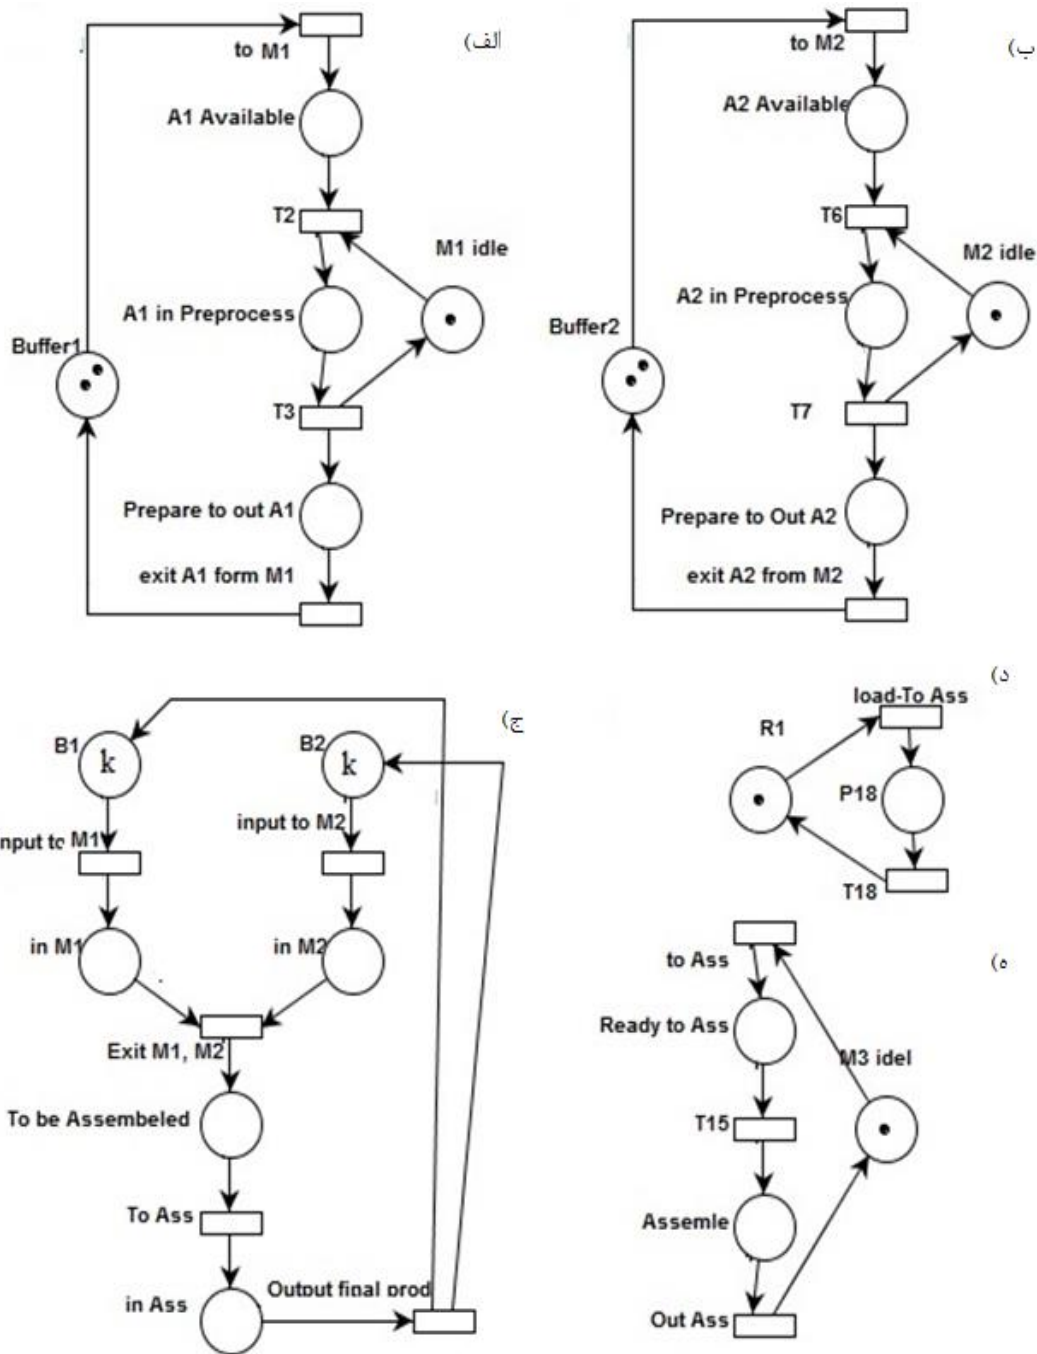 الف)
to M1
A1 Available
T2
M1 idle
A1 in Preprocess
Buffer1
T3
Prepare to out A1
exit A1 form M1
ب)
to M2
A2 Available
T6
M2 idle
A2 in Preprocess
Buffer2
T7
Prepare to Out A2
exit A2 from M2
ج)
B1
k
B2
k
input to M2
nput to M1
in M1
in M2
Exit M1, M2
To be Assembeled
To Ass
Output final prod
in Ass
د)
load-To Ass
R1
P18
T18
ه)
to Ass
Ready to Ass
M3 idel
T15
Assemle
Out Ass